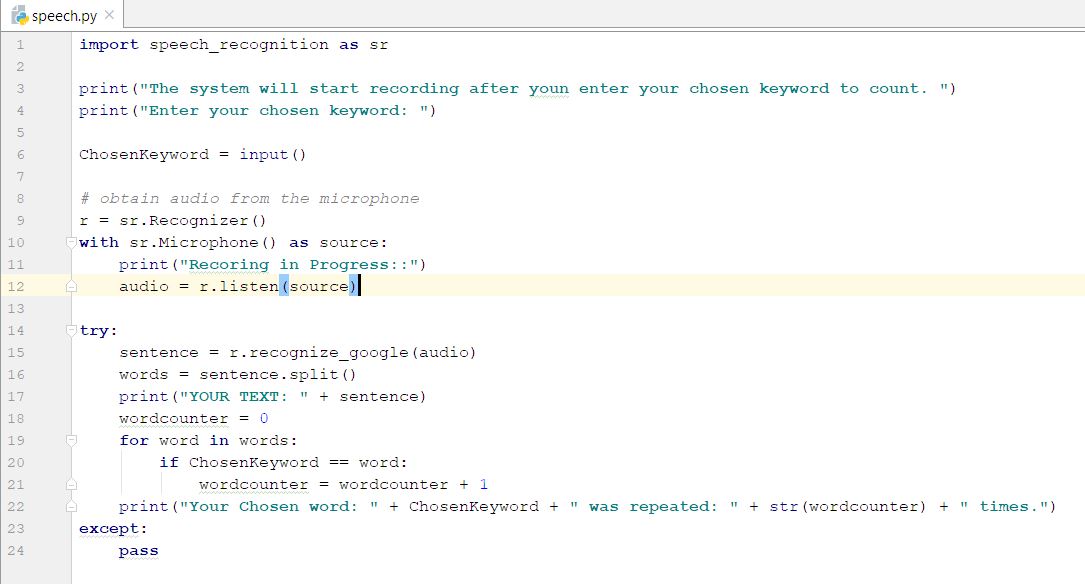 speech.py
1 import speech_recognition as sr
2
3 print("The system will start recording after youn enter your chosen keyword to count. ")
4 print("Enter your chosen keyword: ")
5
6 ChosenKeyword = input()
7
8 # obtain audio from the microphone
9 r = sr.Recognizer()
10 with sr.Microphone() as source:
11     print("Recoring in Progress::")
12     audio = r.listen(source)
13
14 try:
15     sentence = r.recognize_google(audio)
16     words = sentence.split()
17     print("YOUR TEXT: " + sentence)
18     wordcounter = 0
19     for word in words:
20         if ChosenKeyword == word:
21             wordcounter = wordcounter + 1
22     print("Your Chosen word: " + ChosenKeyword + " was repeated: " + str(wordcounter) + " times.")
23 except:
24     pass